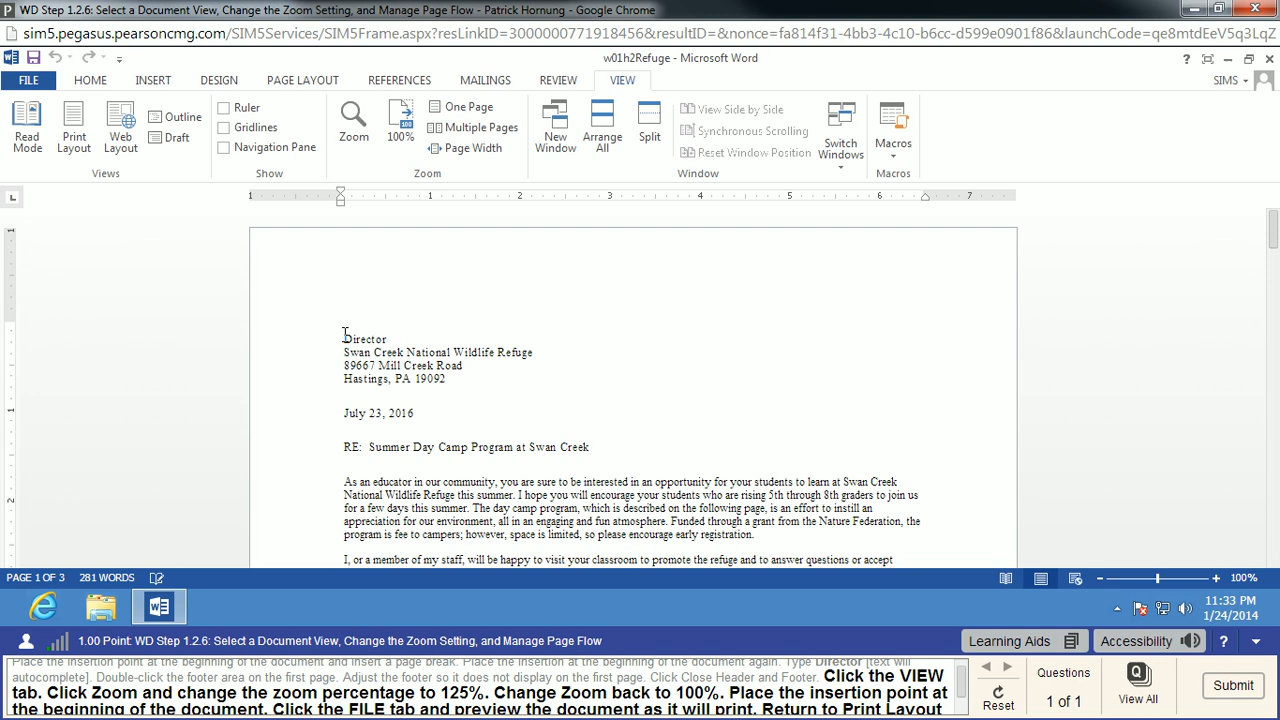 WD Step 1.2.6: Select a Document View, Change the Zoom Setting, and Manage Page Flow - Patrick Hornung - Google Chrome
sim5.pegasus.pearsoncmg.com/SIM5Services/SIM5Frame.aspx?resLinkID=3000000771918456&resultID=&nonce=fa814f31-4bb3-4c10-b6cc-d599e0901f86&launchCode=qe8mtdEeV5q3LqZ
w01h2Refuge - Microsoft Word
FILE HOME INSERT DESIGN PAGE LAYOUT REFERENCES MAILINGS REVIEW VIEW SIMS
Read Mode
Print Layout
Web Layout
Outline
Draft
Views
Ruler
Gridlines
Navigation Pane
Show
Zoom
100%
One Page
Multiple Pages
Page Width
Zoom
New Window
Arrange All
Split
View Side by Side
Synchronous Scrolling
Reset Window Position
Switch Windows
Window
Macros
Macros
1 1 2 3 4 5 6 7
1
1
2
Director
Swan Creek National Wildlife Refuge
89667 Mill Creek Road
Hastings, PA 19092
July 23, 2016
RE: Summer Day Camp Program at Swan Creek
As an educator in our community, you are sure to be interested in an opportunity for your students to learn at Swan Creek
National Wildlife Refuge this summer. I hope you will encourage your students who are rising 5th through 8th graders to join us
for a few days this summer. The day camp program, which is described on the following page, is an effort to instill an
appreciation for our environment, all in an engaging and fun atmosphere. Funded through a grant from the Nature Federation, the
program is fee to campers; however, space is limited, so please encourage early registration.
I, or a member of my staff, will be happy to visit your classroom to promote the refuge and to answer questions or accept
PAGE 1 OF 3 281 WORDS 100%
11:33 PM
1/24/2014
1.00 Point: WD Step 1.2.6: Select a Document View, Change the Zoom Setting, and Manage Page Flow
Learning Aids
Accessibility
?
Place the insertion point at the beginning of the document and insert a page break. Place the insertion at the beginning of the document again. Type Director [text will
autocomplete]. Double-click the footer area of the first page. Adjust the footer so it does not display on the first page. Click Close Header and Footer. Click the VIEW
tab. Click Zoom and change the zoom percentage to 125%. Change Zoom back to 100%. Place the insertion point at
the beginning of the document. Click the FILE tab and preview the document as it will print. Return to Print Layout
Reset
Questions
1 of 1
View All
Submit